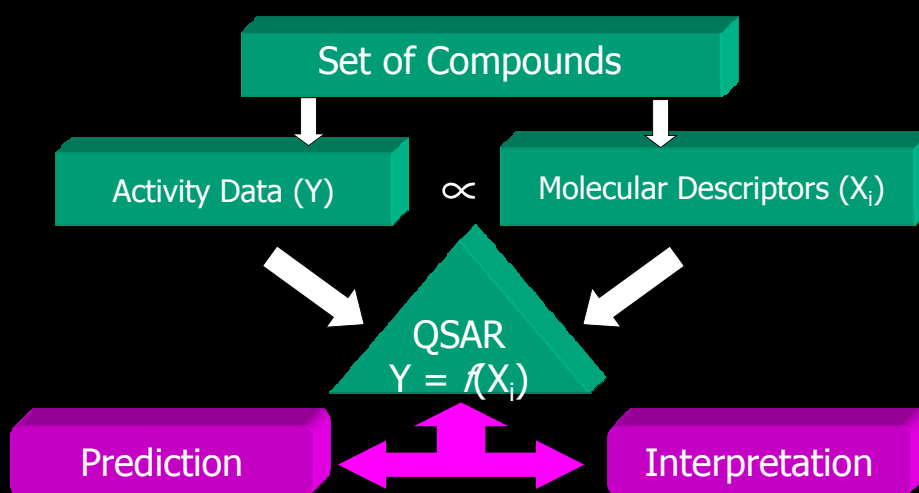 Set of Compounds
Activity Data (Y) ∝ Molecular Descriptors (Xᵢ)
QSAR
Y = f(Xᵢ)
Prediction
Interpretation